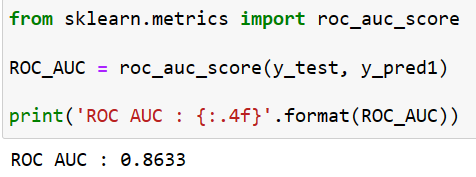 from sklearn.metrics import roc_auc_score
ROC_AUC = roc_auc_score(y_test, y_pred1)
print('ROC AUC : {:.4f}'.format(ROC_AUC))
ROC AUC : 0.8633